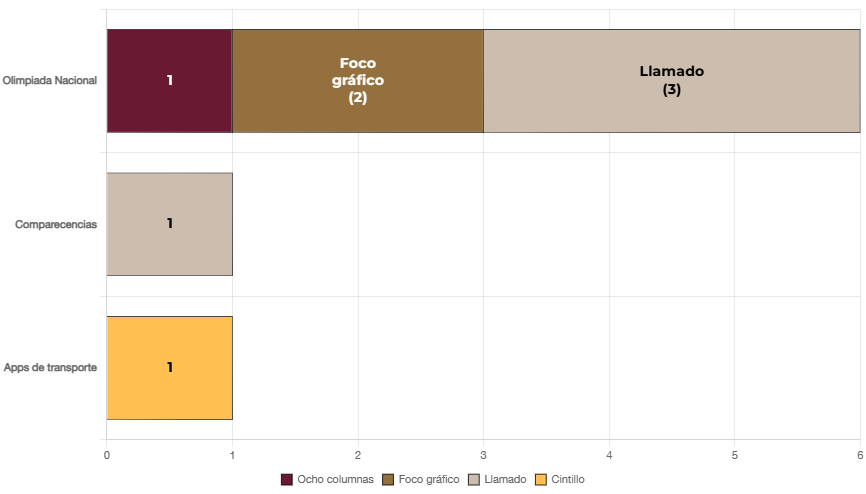 Olimpiada Nacional
1
Foco
gráfico
(2)
Llamado
(3)
Comparecencias
1
Apps de transporte
1
0 1 2 3 4 5 6
Ocho columnas Foco gráfico Llamado Cintillo